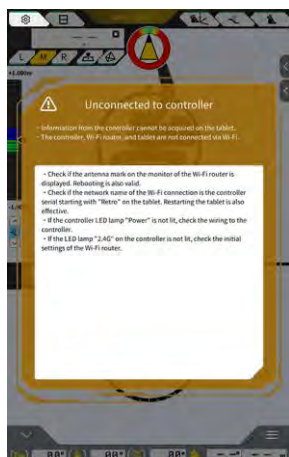 L M R
+1.000m
Unconnected to controller
- Information from the controller cannot be acquired on the tablet.
- The controller, Wi-Fi router, and tablet are not connected via Wi-Fi.
- Check if the antenna mark on the monitor of the Wi-Fi router is
displayed. Rebooting is also valid.
- Check if the network name of the Wi-Fi connection is the controller
serial starting with "Retro" on the tablet. Restarting the tablet is also
effective.
- If the controller LED lamp "Power" is not lit, check the wiring to the
controller.
- If the LED lamp "2.4G" on the controller is not lit, check the initial
settings of the Wi-Fi router.